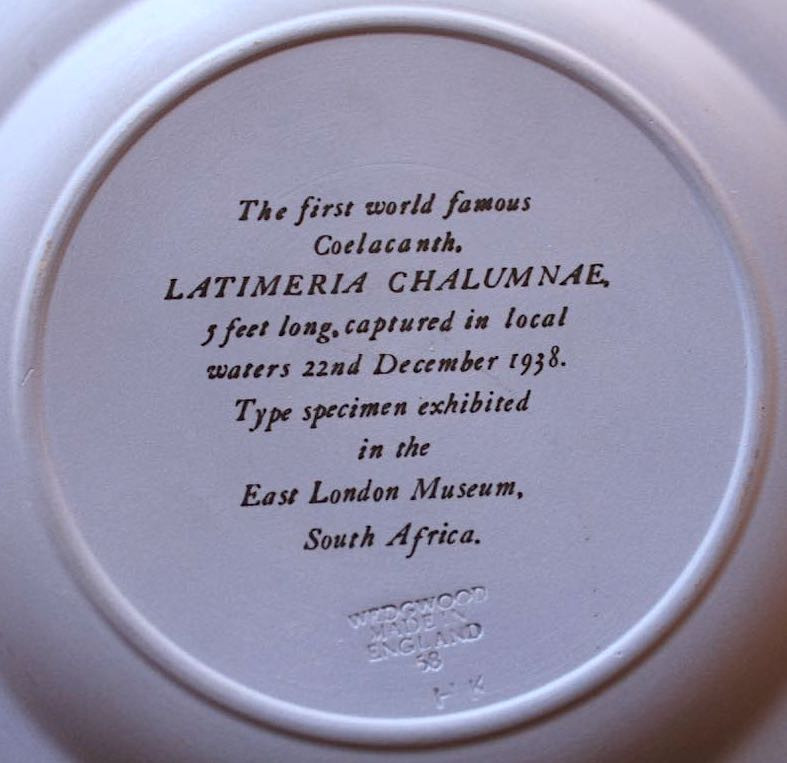 The first world famous
Coelacanth.
LATIMERIA CHALUMNAE,
5 feet long, captured in local
waters 22nd December 1938.
Type specimen exhibited
in the
East London Museum,
South Africa.
WEDGWOOD
MADE IN
ENGLAND
58
H K